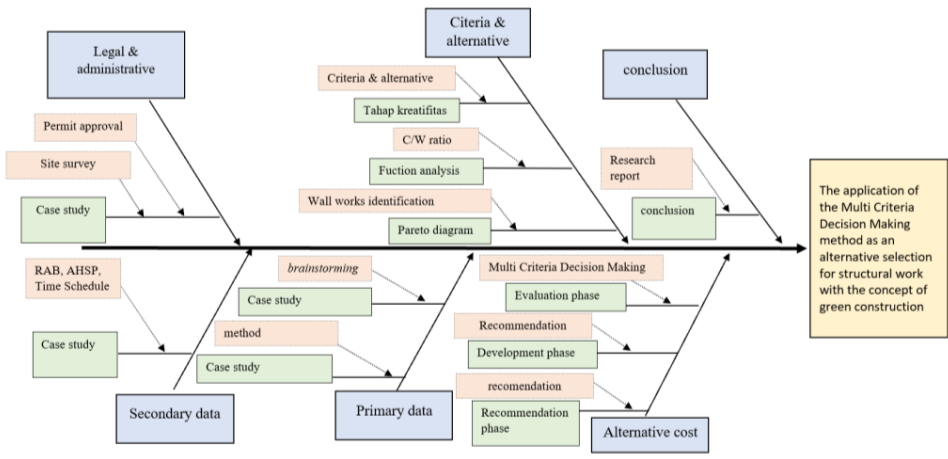 Legal &
administrative
Citeria &
alternative
conclusion
Criteria & alternative
Tahap kreatifitas
Permit approval
C/W ratio
Site survey
Fuction analysis
Research
report
Case study
Wall works identification
conclusion
Pareto diagram
The application of
the Multi Criteria
Decision Making
method as an
alternative selection
for structural work
with the concept of
green construction
RAB, AHSP,
Time Schedule
brainstorming
Multi Criteria Decision Making
Case study
Evaluation phase
method
Recommendation
Case study
Case study
Development phase
recomendation
Secondary data
Primary data
Recommendation
phase
Alternative cost